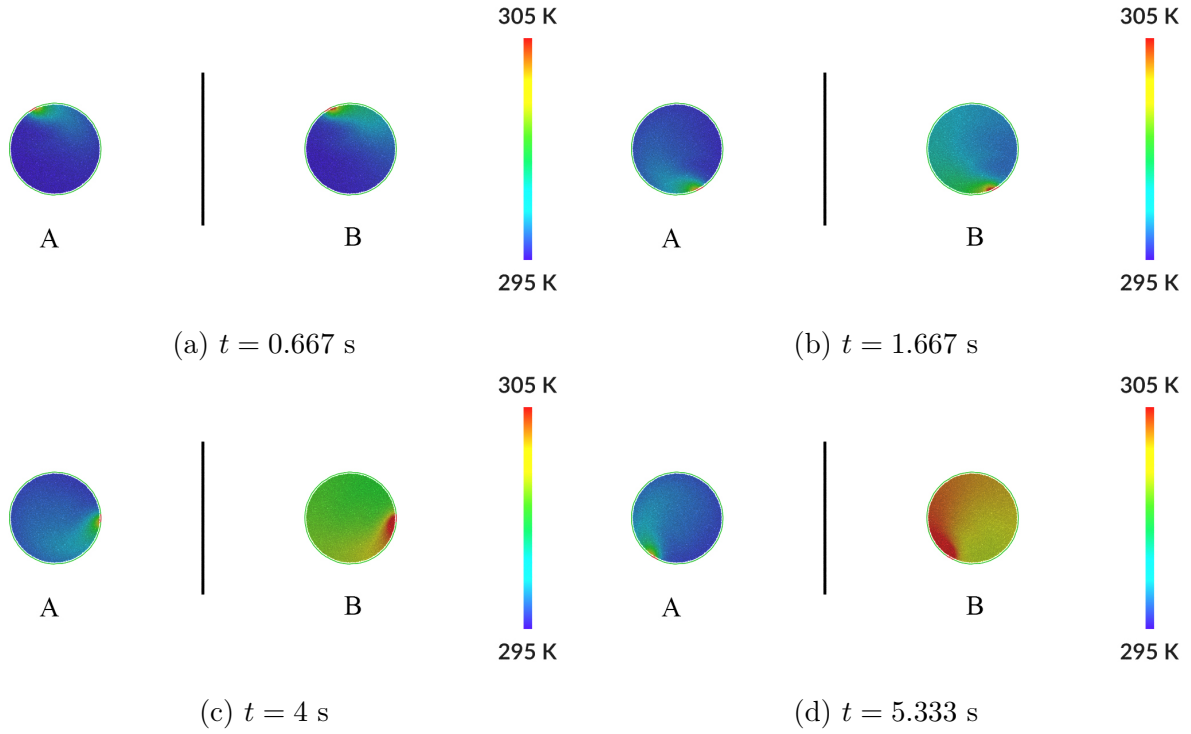 305 K
A
B
295 K
(a) t = 0.667 s
305 K
A
B
295 K
(b) t = 1.667 s
305 K
A
B
295 K
(c) t = 4 s
305 K
A
B
295 K
(d) t = 5.333 s